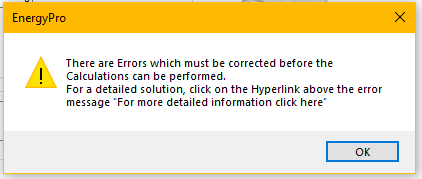 EnergyPro
There are Errors which must be corrected before the
Calculations can be performed.
For a detailed solution, click on the Hyperlink above the error
message "For more detailed information click here"
OK